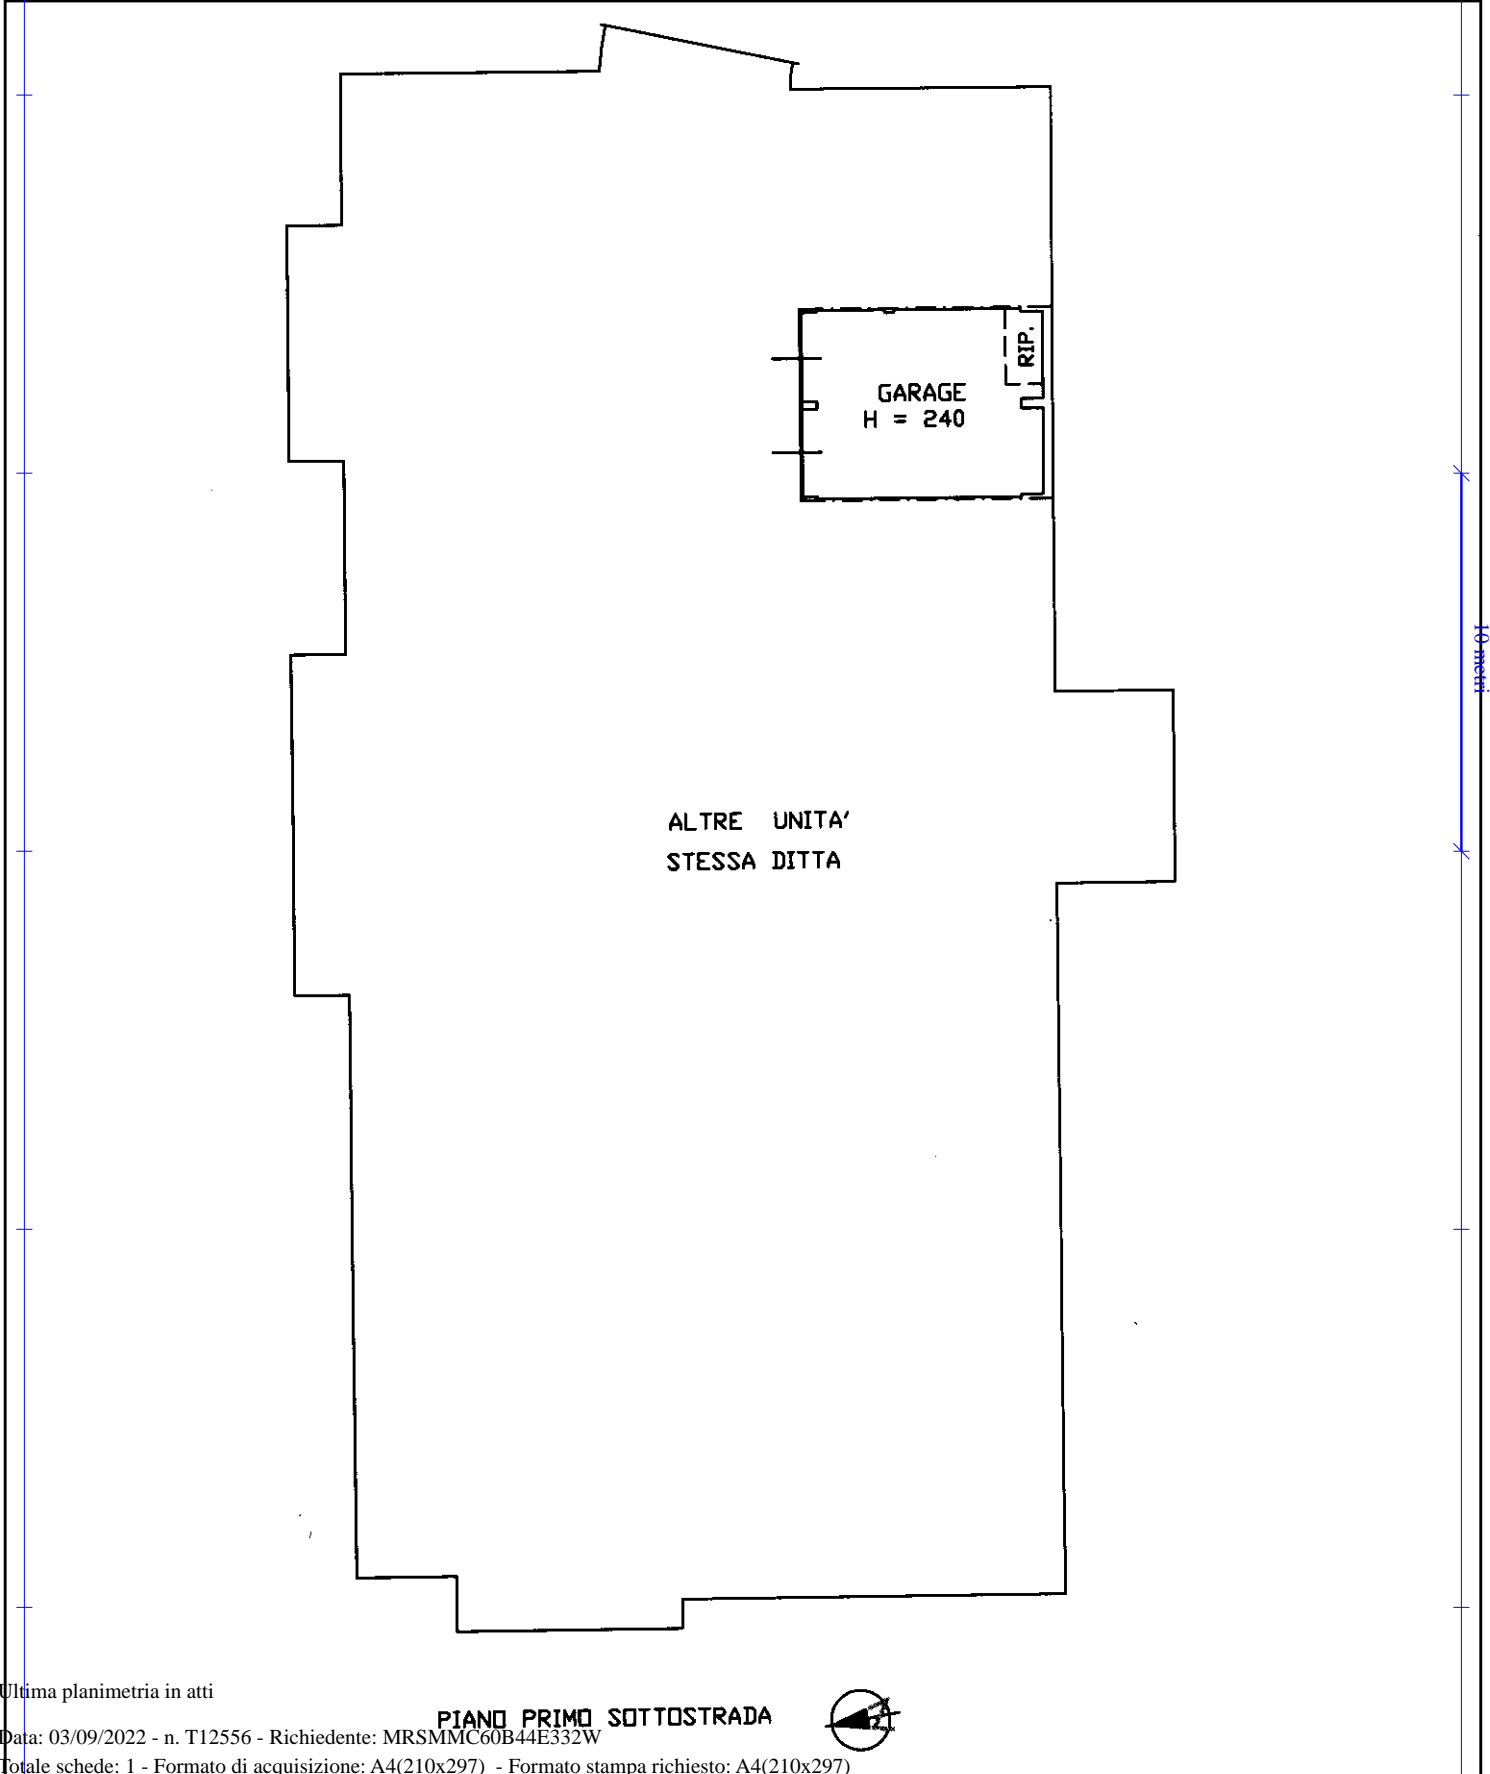 RIP.
GARAGE
H = 240
10 metri
ALTRE UNITA'
STESSA DITTA
Ultima planimetria in atti
PIANO PRIMO SOTTOSTRADA
Data: 03/09/2022 - n. T12556 - Richiedente: MRSMMC60B44E332W
Totale schede: 1 - Formato di acquisizione: A4(210x297) - Formato stampa richiesto: A4(210x297)